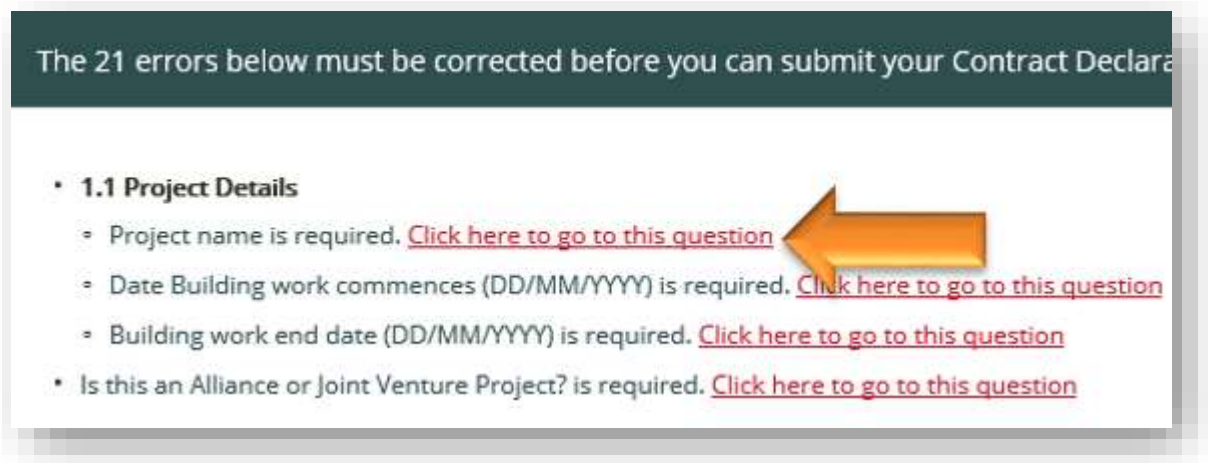 The 21 errors below must be corrected before you can submit your Contract Declara
• 1.1 Project Details
◦ Project name is required. Click here to go to this question
◦ Date Building work commences (DD/MM/YYYY) is required. Click here to go to this question
◦ Building work end date (DD/MM/YYYY) is required. Click here to go to this question
• Is this an Alliance or Joint Venture Project? is required. Click here to go to this question